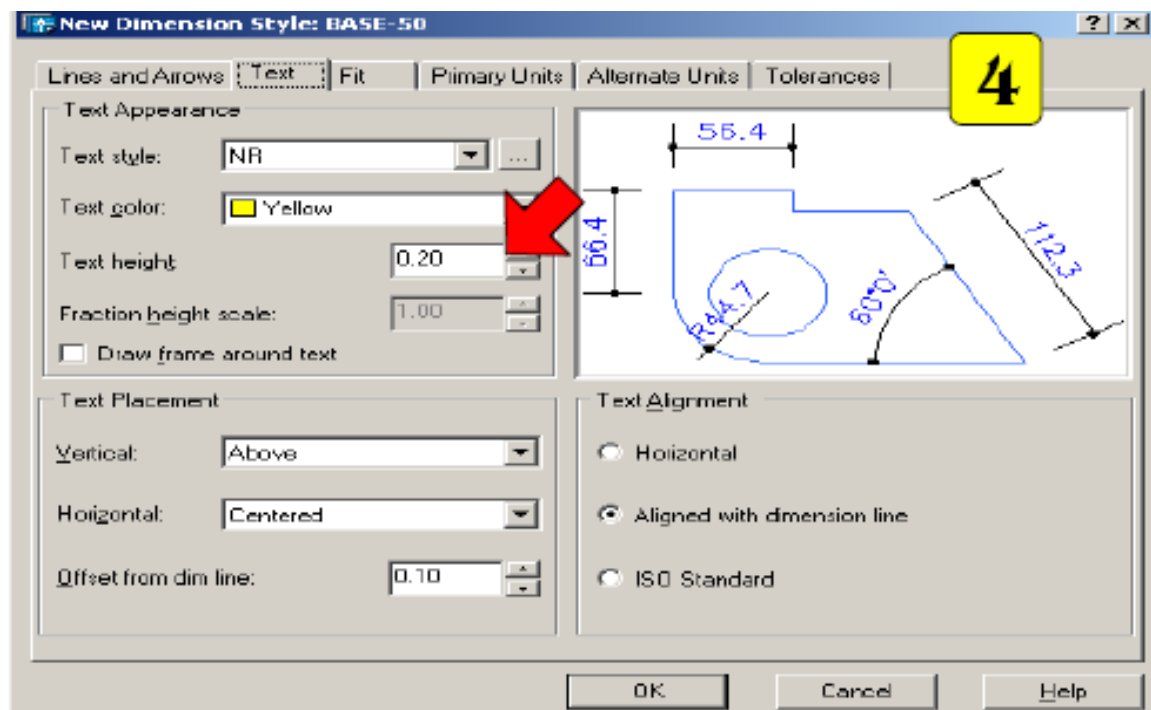 New Dimension Style: BASE-50
4
Lines and Arrows Text Fit Primary Units Alternate Units Tolerances
Text Appearance
Text style: NR ...
Text color: Yellow
Text height: 0.20
Fraction height scale: 1.00
Draw frame around text
56.4
66.4
112.3
60°0'
R44.7
Text Placement
Vertical: Above
Horizontal: Centered
Offset from dim line: 0.10
Text Alignment
Horizontal
Aligned with dimension line
ISO Standard
OK Cancel Help